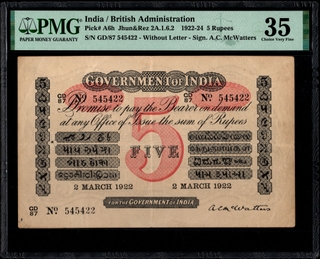 PMG
PAPER MONEY GUARANTY
India / British Administration
Pick# A6h Jhun&Rez 2A.1.6.2 1922-24 5 Rupees
S/N GD/87 545422 - Without Letter - Sign. A.C. McWatters
35
Choice Very Fine
GOVERNMENT OF INDIA
GD/87 No 545422 GD/87 No 545422
I Promise to pay the Bearer on demand
at any Office of Issue the sum of Rupees
5
FIVE
2 MARCH 1922 2 MARCH 1922
FOR THE GOVERNMENT OF INDIA
GD/87 No 545422
A.C. McWatters